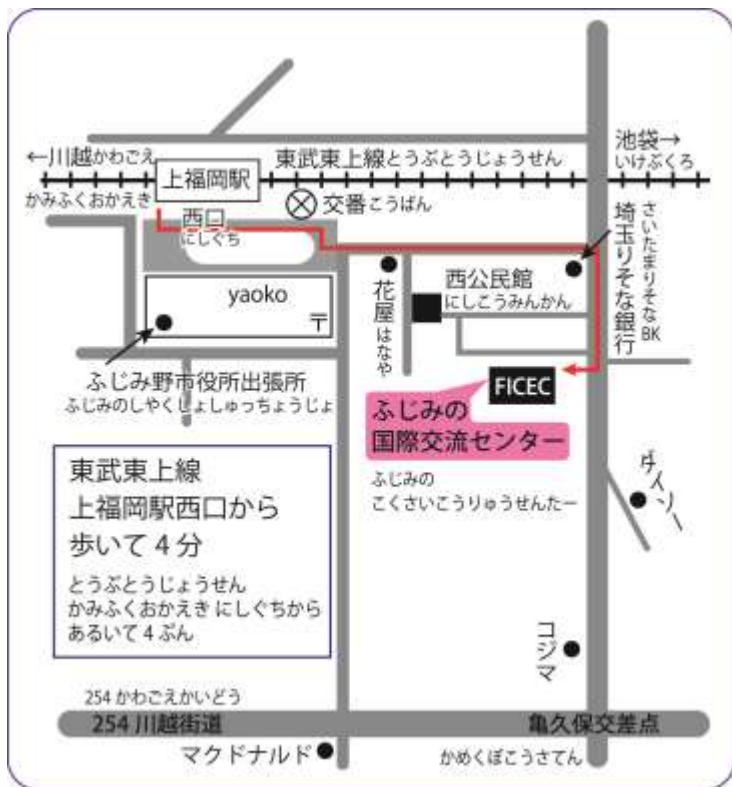 池袋→
いけぶくろ
←川越かわごえ
東武東上線とうぶとうじょうせん
上福岡駅
かみふくおかえき
交番こうばん
西口
にしぐち
埼玉りそな銀行
さいたまりそなBK
花屋
はなや
西公民館
にしこうみんかん
yaoko
〒
ふじみ野市役所出張所
ふじみのしやくしょしゅっちょうじょ
FICEC
ふじみの
国際交流センター
ふじみの
こくさいこうりゅうせんたー
ダイソー
東武東上線
上福岡駅西口から
歩いて4分
とうぶとうじょうせん
かみふくおかえき にしぐちから
あるいて4ぷん
コジマ
254 かわごえかいどう
254 川越街道
亀久保交差点
かめくぼこうさてん
マクドナルド